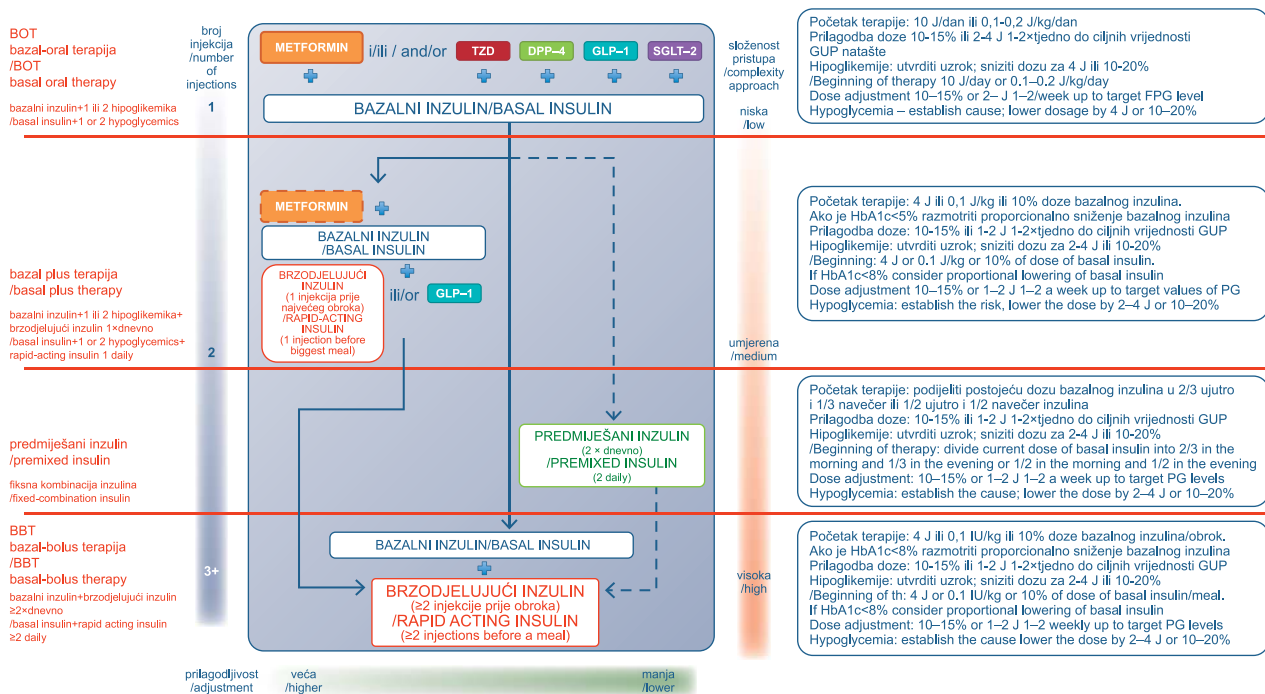 BOT
bazal-oral terapija
/BOT
basal oral therapy
bazalni inzulin+1 ili 2 hipoglikemika
/basal insulin+1 or 2 hypoglycemics
broj
injekcija
/number
of
injections
1
METFORMIN
i/ili / and/or
TZD
DPP–4
GLP–1
SGLT–2
BAZALNI INZULIN/BASAL INSULIN
složenost
pristupa
/complexity
approach
niska
/low
Početak terapije: 10 J/dan ili 0,1-0,2 J/kg/dan
Prilagodba doze 10-15% ili 2-4 J 1-2×tjedno do ciljnih vrijednosti
GUP natašte
Hipoglikemije: utvrditi uzrok; sniziti dozu za 4 J ili 10-20%
/Beginning of therapy 10 J/day or 0.1–0.2 J/kg/day
Dose adjustment 10–15% or 2– J 1–2/week up to target FPG level
Hypoglycemia – establish cause; lower dosage by 4 J or 10–20%
bazal plus terapija
/basal plus therapy
bazalni inzulin+1 ili 2 hipoglikemika+
brzodjelujući inzulin 1×dnevno
/basal insulin+1 or 2 hypoglycemics+
rapid-acting insulin 1 daily
2
METFORMIN
BAZALNI INZULIN
/BASAL INSULIN
BRZODJELUJUĆI
INZULIN
(1 injekcija prije
najvećeg obroka)
/RAPID-ACTING
INSULIN
(1 injection before
biggest meal)
ili/or
GLP–1
umjerena
/medium
Početak terapije: 4 J ili 0,1 J/kg ili 10% doze bazalnog inzulina.
Ako je HbA1c<5% razmotriti proporcionalno sniženje bazalnog inzulina
Prilagodba doze: 10-15% ili 1-2 J 1-2×tjedno do ciljnih vrijednosti GUP
Hipoglikemije: utvrditi uzrok; sniziti dozu za 2-4 J ili 10-20%
/Beginning: 4 J or 0.1 J/kg or 10% of dose of basal insulin.
If HbA1c<8% consider proportional lowering of basal insulin
Dose adjustment 10–15% or 1–2 J 1–2 a week up to target values of PG
Hypoglycemia: establish the risk, lower the dose by 2–4 J or 10–20%
predmiješani inzulin
/premixed insulin
fiksna kombinacija inzulina
/fixed-combination insulin
PREDMIJEŠANI INZULIN
(2 × dnevno)
/PREMIXED INSULIN
(2 daily)
Početak terapije: podijeliti postojeću dozu bazalnog inzulina u 2/3 ujutro
i 1/3 navečer ili 1/2 ujutro i 1/2 navečer inzulina
Prilagodba doze: 10-15% ili 1-2 J 1-2×tjedno do ciljnih vrijednosti GUP
Hipoglikemije: utvrditi uzrok; sniziti dozu za 2-4 J ili 10-20%
/Beginning of therapy: divide current dose of basal insulin into 2/3 in the
morning and 1/3 in the evening or 1/2 in the morning and 1/2 in the evening
Dose adjustment: 10–15% or 1–2 J 1–2 a week up to target PG levels
Hypoglycemia: establish the cause; lower the dose by 2–4 J or 10–20%
BBT
bazal-bolus terapija
/BBT
basal-bolus therapy
bazalni inzulin+brzodjelujući inzulin
≥2×dnevno
/basal insulin+rapid acting insulin
≥2 daily
3+
BAZALNI INZULIN/BASAL INSULIN
BRZODJELUJUĆI INZULIN
(≥2 injekcije prije obroka)
/RAPID ACTING INSULIN
(≥2 injections before a meal)
visoka
/high
Početak terapije: 4 J ili 0,1 IU/kg ili 10% doze bazalnog inzulina/obrok.
Ako je HbA1c<8% razmotriti proporcionalno sniženje bazalnog inzulina
Prilagodba doze: 10-15% ili 1-2 J 1-2×tjedno do ciljnih vrijednosti GUP
Hipoglikemije: utvrditi uzrok; sniziti dozu za 2-4 J ili 10-20%
/Beginning of th: 4 J or 0.1 IU/kg or 10% of dose of basal insulin/meal.
If HbA1c<8% consider proportional lowering of basal insulin
Dose adjustment: 10–15% or 1–2 J 1–2 weekly up to target PG levels
Hypoglycemia: establish the cause lower the dose by 2–4 J or 10–20%
prilagodljivost
/adjustment
veća
/higher
manja
/lower